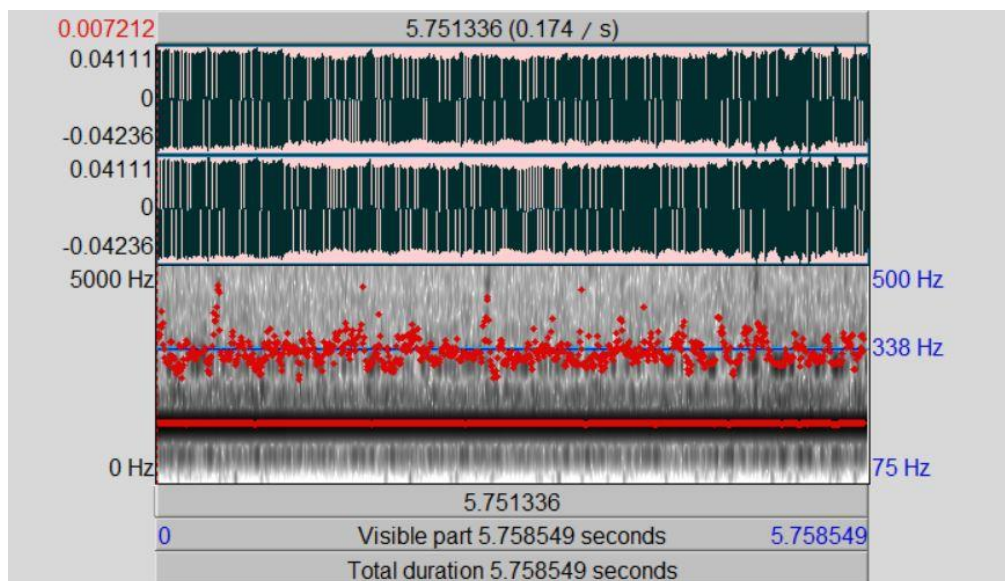 0.007212 5.751336 (0.174 / s)
0.04111
0
-0.04236
0.04111
0
-0.04236
5000 Hz 500 Hz
338 Hz
0 Hz 75 Hz
5.751336
0 Visible part 5.758549 seconds 5.758549
Total duration 5.758549 seconds